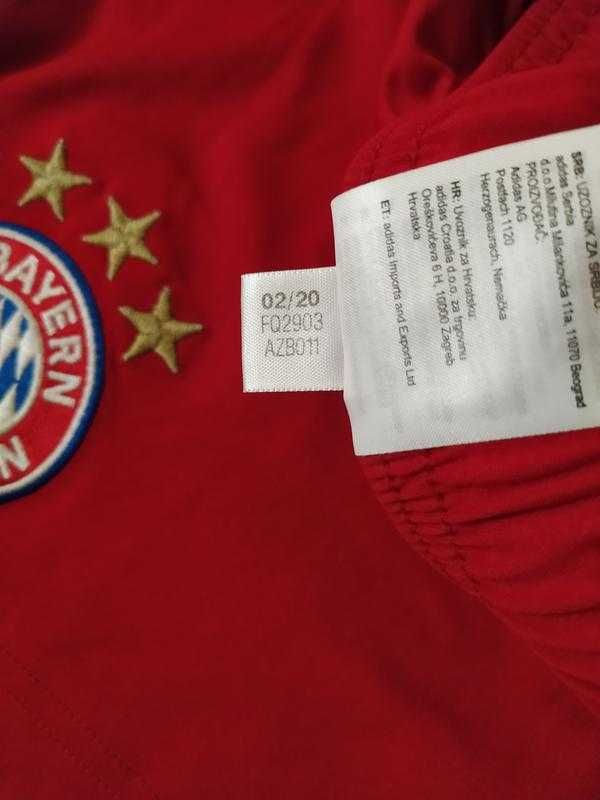 BAYERN
N
02/20
FQ2903
AZB011
SRB: UZOZNIK ZA SRBIJU:
adidas Serbia
d.o.o Milutina Milankovića 11a, 11070 Beograd
PROIZVOĐAČ:
Adidas AG
Postfach 1120
Herzogenaurach, Nemačka
HR: Uvoznik za Hrvatsku:
adidas Croatia d.o.o. za trgovinu
Oreškovićeva 6 H, 10000 Zagreb
Hrvatska
ET: adidas Imports and Exports Ltd